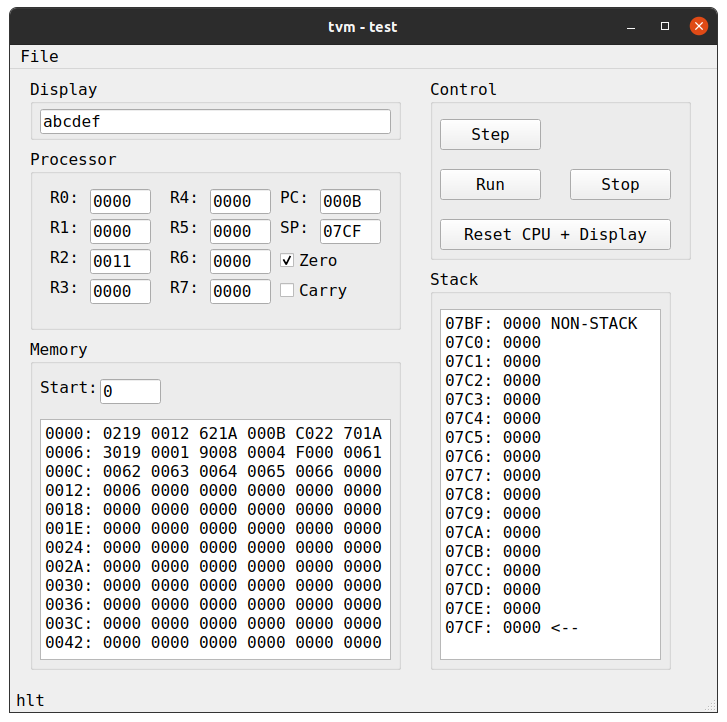 tvm - test
File
Display
abcdef
Processor
R0: 0000 R4: 0000 PC: 000B
R1: 0000 R5: 0000 SP: 07CF
R2: 0011 R6: 0000 Zero
R3: 0000 R7: 0000 Carry
Memory
Start: 0
0000: 0219 0012 621A 000B C022 701A
0006: 3019 0001 9008 0004 F000 0061
000C: 0062 0063 0064 0065 0066 0000
0012: 0006 0000 0000 0000 0000 0000
0018: 0000 0000 0000 0000 0000 0000
001E: 0000 0000 0000 0000 0000 0000
0024: 0000 0000 0000 0000 0000 0000
002A: 0000 0000 0000 0000 0000 0000
0030: 0000 0000 0000 0000 0000 0000
0036: 0000 0000 0000 0000 0000 0000
003C: 0000 0000 0000 0000 0000 0000
0042: 0000 0000 0000 0000 0000 0000
Control
Step
Run Stop
Reset CPU + Display
Stack
07BF: 0000 NON-STACK
07C0: 0000
07C1: 0000
07C2: 0000
07C3: 0000
07C4: 0000
07C5: 0000
07C6: 0000
07C7: 0000
07C8: 0000
07C9: 0000
07CA: 0000
07CB: 0000
07CC: 0000
07CD: 0000
07CE: 0000
07CF: 0000 <--
hlt